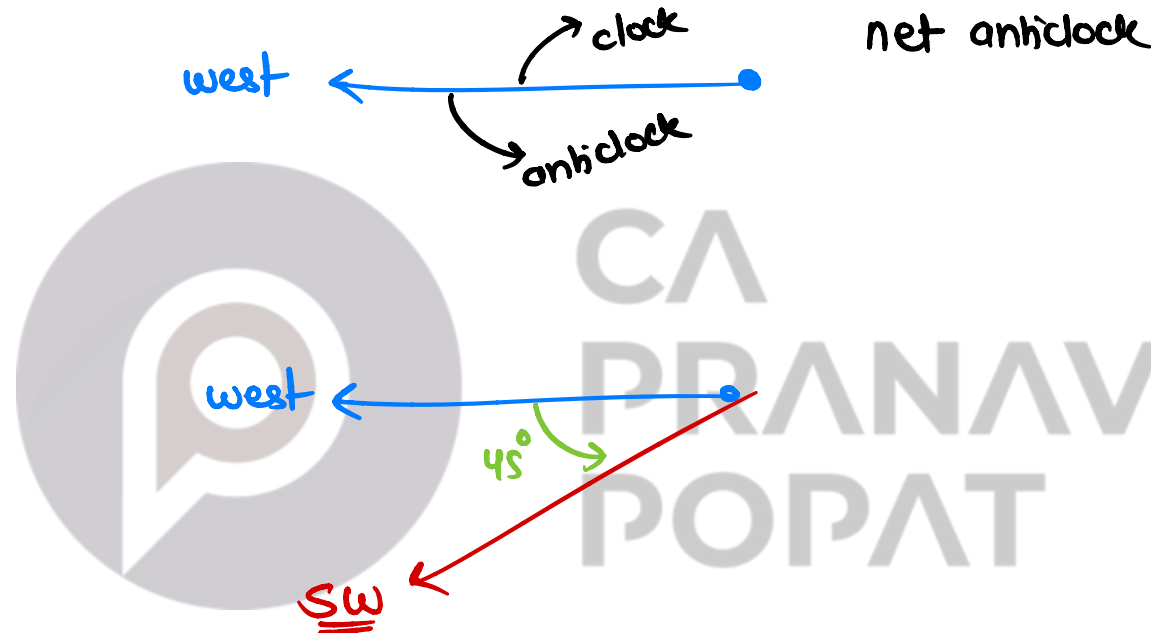 clock
net anticlock
west
anticlock
CA
PRANAV
west
45°
POPAT
SW